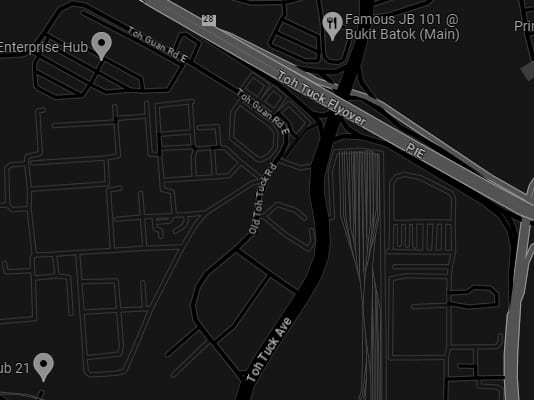 28
Famous JB 101 @
Bukit Batok (Main)
Enterprise Hub
Toh Guan Rd E
Toh Tuck Flyover
Toh Guan Rd E
PIE
Old Toh Tuck Rd
Toh Tuck Ave
21